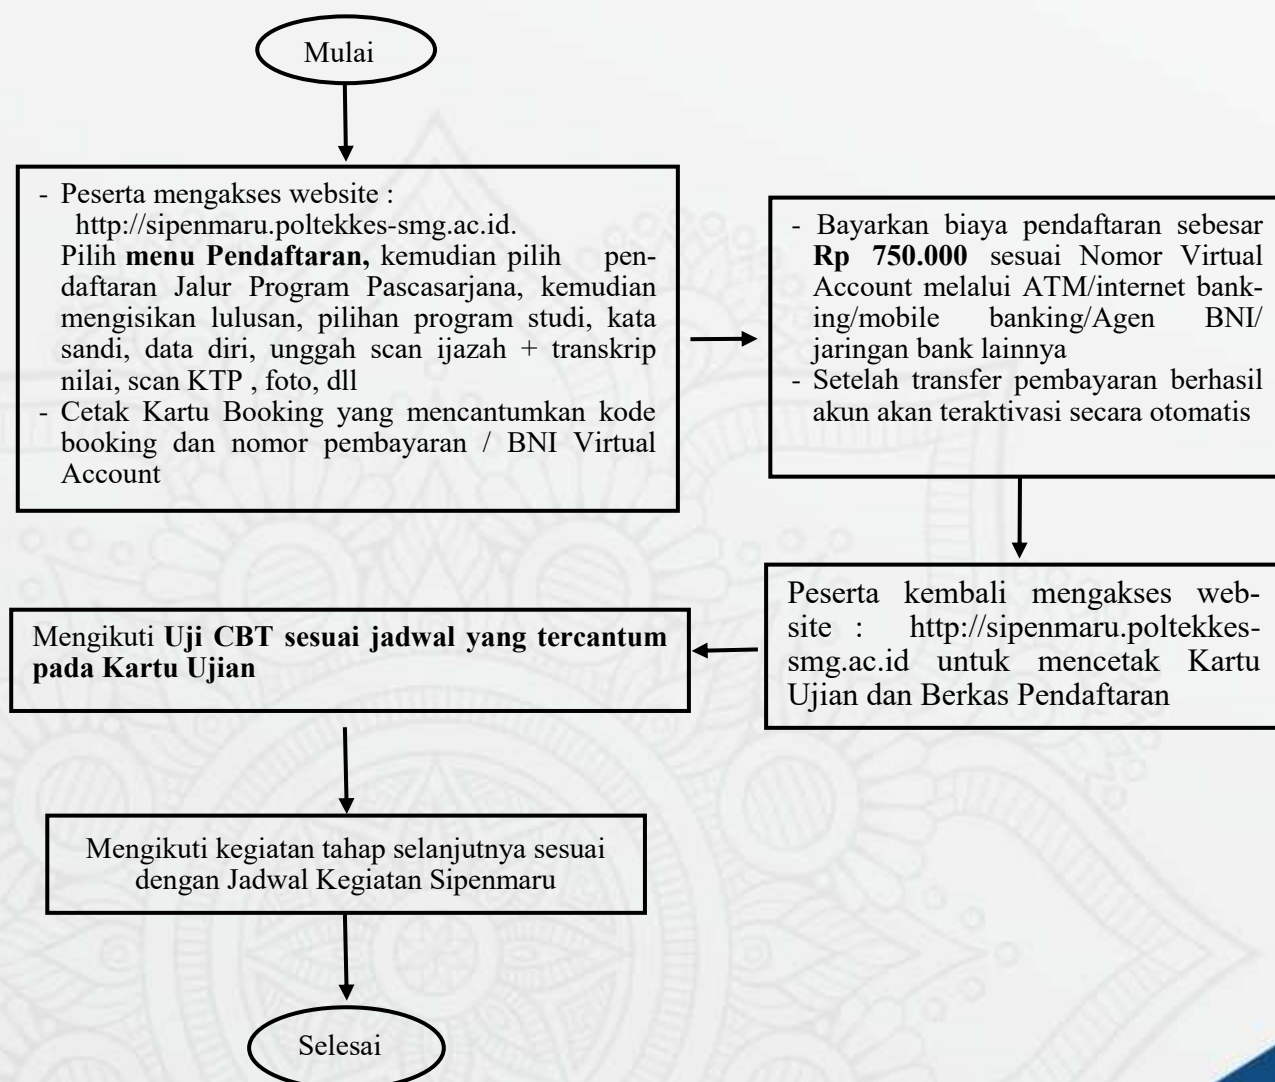 Mulai
- Peserta mengakses website :
http://sipenmaru.poltekkes-smg.ac.id.
Pilih menu Pendaftaran, kemudian pilih pen-
daftaran Jalur Program Pascasarjana, kemudian
mengisikan lulusan, pilihan program studi, kata
sandi, data diri, unggah scan ijazah + transkrip
nilai, scan KTP , foto, dll
- Cetak Kartu Booking yang mencantumkan kode
booking dan nomor pembayaran / BNI Virtual
Account
- Bayarkan biaya pendaftaran sebesar
Rp 750.000 sesuai Nomor Virtual
Account melalui ATM/internet bank-
ing/mobile banking/Agen BNI/
jaringan bank lainnya
- Setelah transfer pembayaran berhasil
akun akan teraktivasi secara otomatis
Peserta kembali mengakses web-
site : http://sipenmaru.poltekkes-
smg.ac.id untuk mencetak Kartu
Ujian dan Berkas Pendaftaran
Mengikuti Uji CBT sesuai jadwal yang tercantum
pada Kartu Ujian
Mengikuti kegiatan tahap selanjutnya sesuai
dengan Jadwal Kegiatan Sipenmaru
Selesai